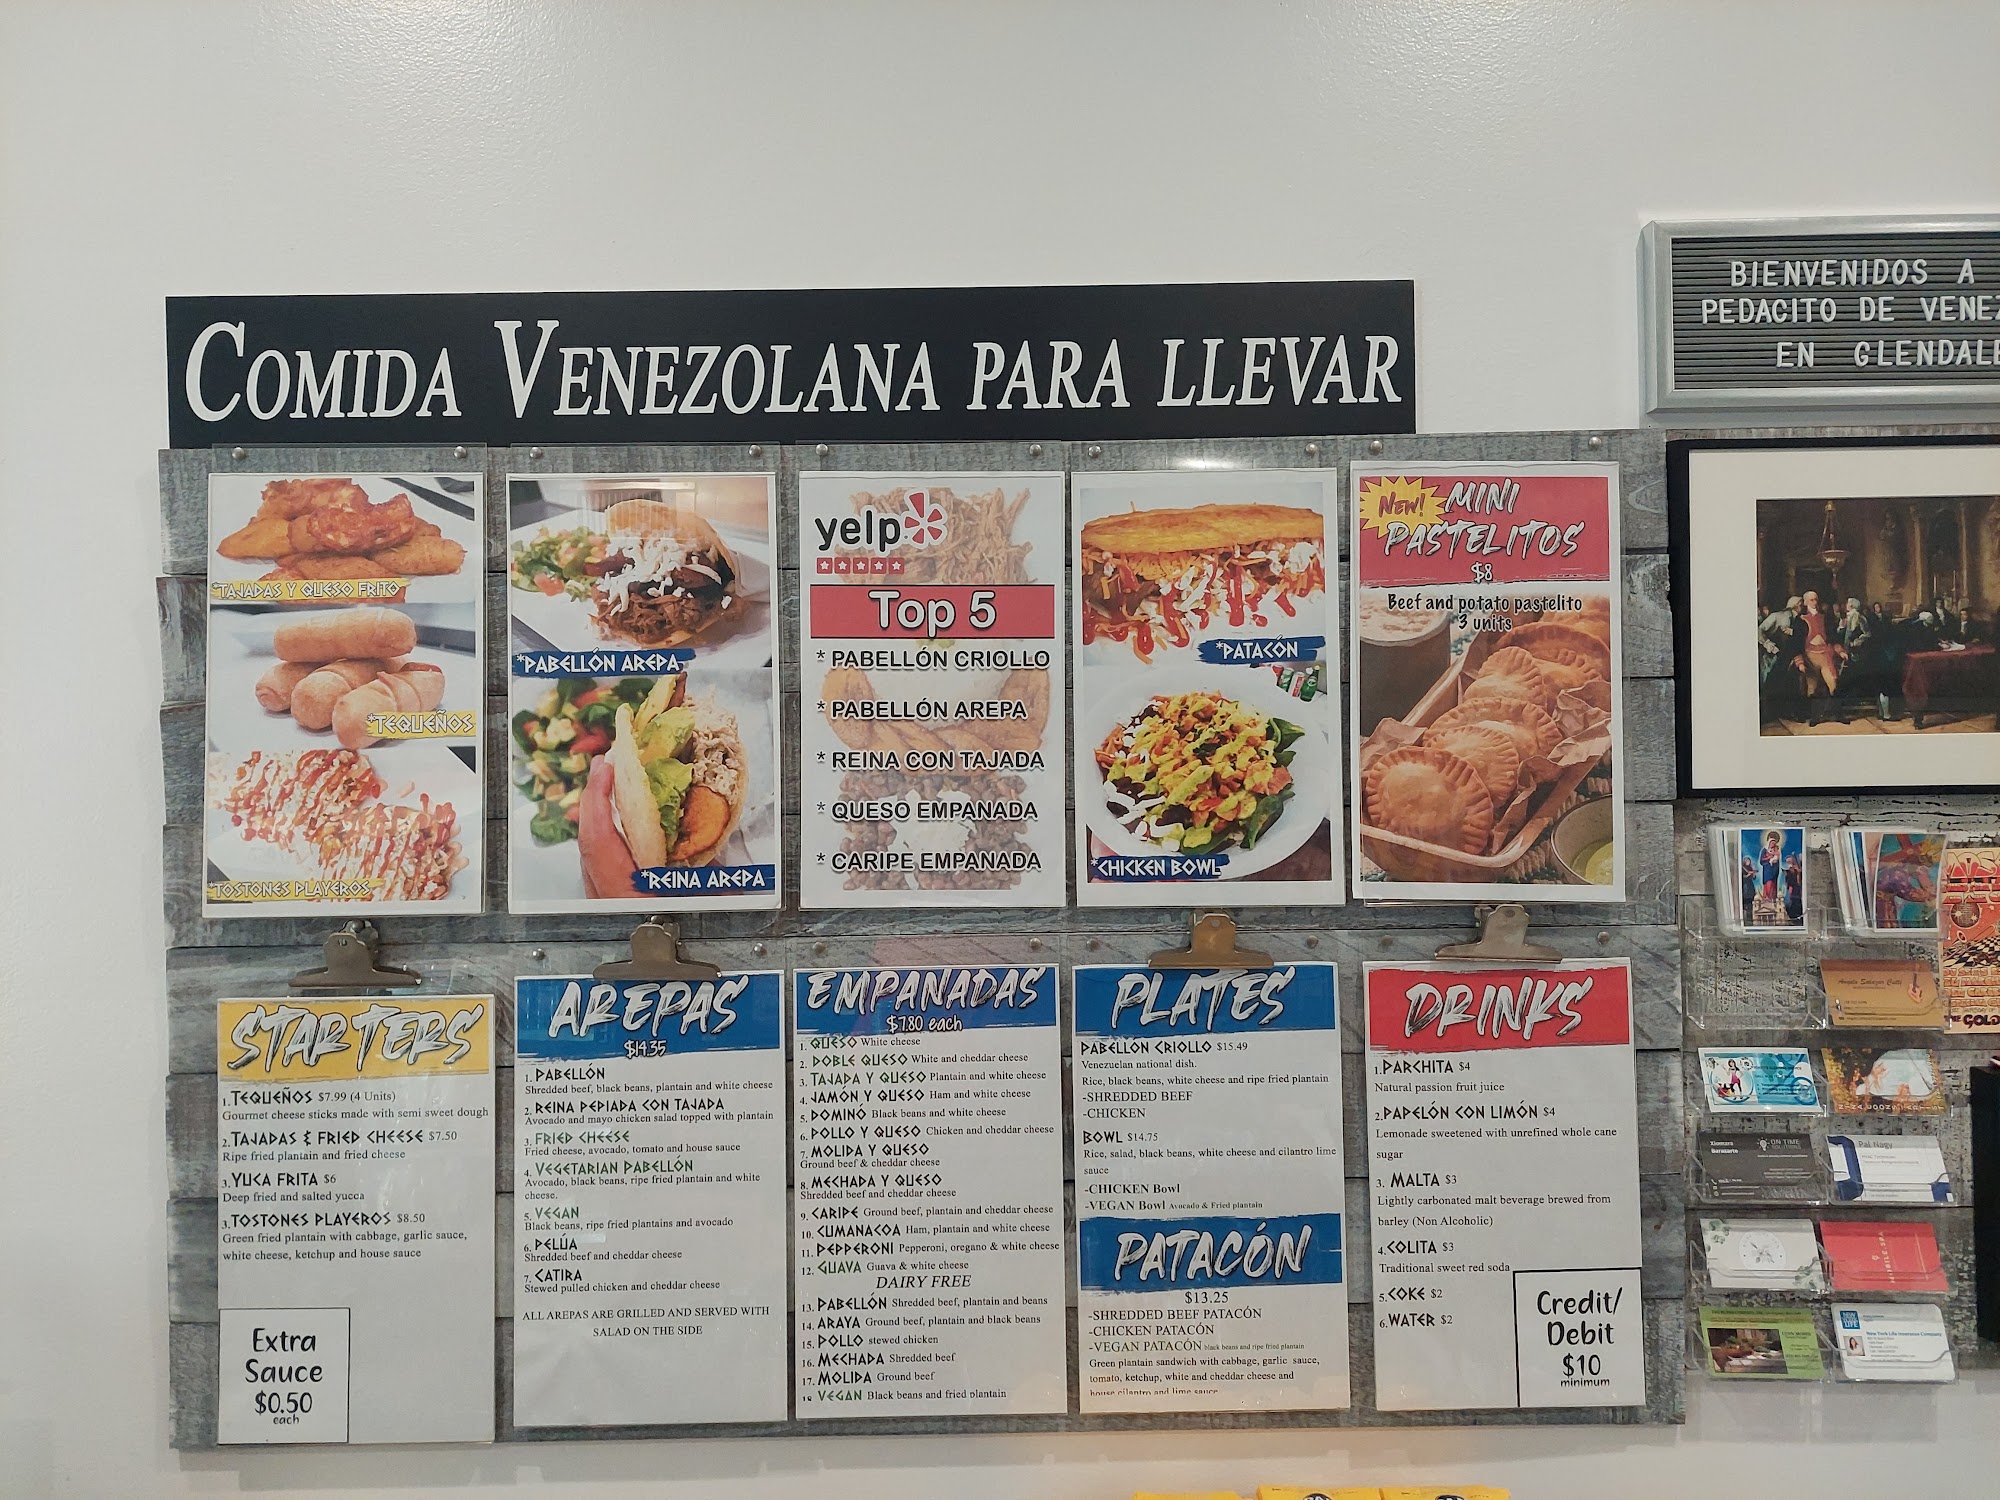 COMIDA VENEZOLANA PARA LLEVAR
BIENVENIDOS A
PEDACITO DE VENEZ
EN GLENDALE
*TAJADAS Y QUESO FRITO
*TEQUEÑOS
*TOSTONES PLAYEROS
*PABELLÓN AREPA
*REINA AREPA
yelp
Top 5
* PABELLÓN CRIOLLO
* PABELLÓN AREPA
* REINA CON TAJADA
* QUESO EMPANADA
* CARIPE EMPANADA
*PATACÓN
*CHICKEN BOWL
New!
MINI
PASTELITOS
$8
Beef and potato pastelito
3 units
STARTERS
1.TEQUEÑOS $7.99 (4 Units)
Gourmet cheese sticks made with semi sweet dough
2.TAJADAS & FRIED CHEESE $7.50
Ripe fried plantain and fried cheese
3.YUCA FRITA $6
Deep fried and salted yucca
3.TOSTONES PLAYEROS $8.50
Green fried plantain with cabbage, garlic sauce,
white cheese, ketchup and house sauce
Extra
Sauce
$0.50
each
AREPAS
$14.35
1. PABELLÓN
Shredded beef, black beans, plantain and white cheese
2. REINA PEPIADA CON TAJADA
Avocado and mayo chicken salad topped with plantain
3. FRIED CHEESE
Fried cheese, avocado, tomato and house sauce
4. VEGETARIAN PABELLÓN
Avocado, black beans, ripe fried plantain and white
cheese.
5. VEGAN
Black beans, ripe fried plantains and avocado
6. PELÚA
Shredded beef and cheddar cheese
7. CATIRA
Stewed pulled chicken and cheddar cheese
ALL AREPAS ARE GRILLED AND SERVED WITH
SALAD ON THE SIDE
EMPANADAS
$7.80 each
1. QUESO White cheese
2. DOBLE QUESO White and cheddar cheese
3. TAJADA Y QUESO Plantain and white cheese
4. JAMÓN Y QUESO Ham and white cheese
5. DOMINÓ Black beans and white cheese
6. POLLO Y QUESO Chicken and cheddar cheese
7. MOLIDA Y QUESO
Ground beef & cheddar cheese
8. MECHADA Y QUESO
Shredded beef and cheddar cheese
9. CARIPE Ground beef, plantain and cheddar cheese
10. CUMANACOA Ham, plantain and white cheese
11. PEPPERONI Pepperoni, oregano & white cheese
12. GUAVA Guava & white cheese
DAIRY FREE
13. PABELLÓN Shredded beef, plantain and beans
14. ARAYA Ground beef, plantain and black beans
15. POLLO stewed chicken
16. MECHADA Shredded beef
17. MOLIDA Ground beef
18 VEGAN Black beans and fried plantain
PLATES
PABELLÓN CRIOLLO $15.49
Venezuelan national dish.
Rice, black beans, white cheese and ripe fried plantain
-SHREDDED BEEF
-CHICKEN
BOWL $14.75
Rice, salad, black beans, white cheese and cilantro lime
sauce
-CHICKEN Bowl
-VEGAN Bowl Avocado & Fried plantain
PATACÓN
$13.25
-SHREDDED BEEF PATACÓN
-CHICKEN PATACÓN
-VEGAN PATACÓN black beans and ripe fried plantain
Green plantain sandwich with cabbage, garlic sauce,
tomato, ketchup, white and cheddar cheese and
house cilantro and lime sauce
DRINKS
1.PARCHITA $4
Natural passion fruit juice
2.PAPELÓN CON LIMÓN $4
Lemonade sweetened with unrefined whole cane
sugar
3. MALTA $3
Lightly carbonated malt beverage brewed from
barley (Non Alcoholic)
4.COLITA $3
Traditional sweet red soda
5.COKE $2
6.WATER $2
Credit/
Debit
$10
minimum
Xiomara
Barazarte
ON TIME
Pal Nagy
New York Life Insurance Company